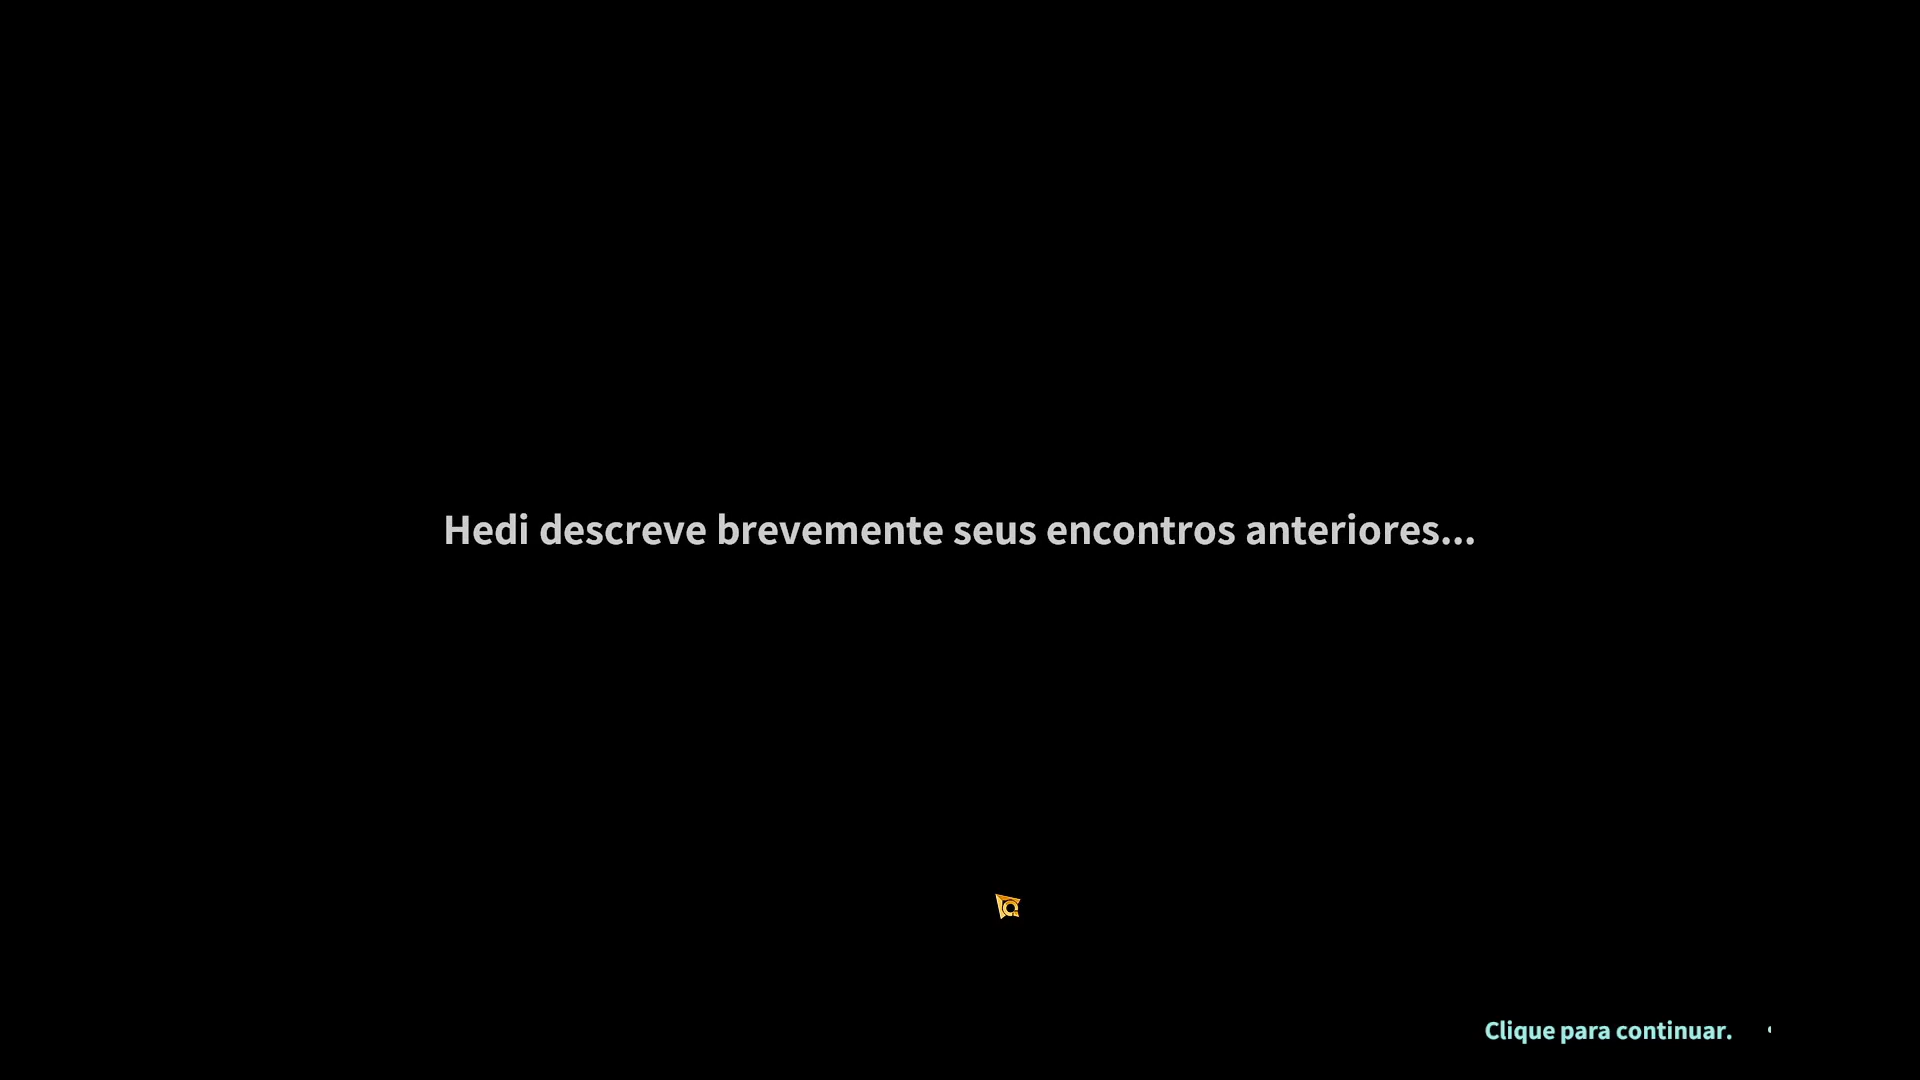 Hedi descreve brevemente seus encontros anteriores...
Clique para continuar.